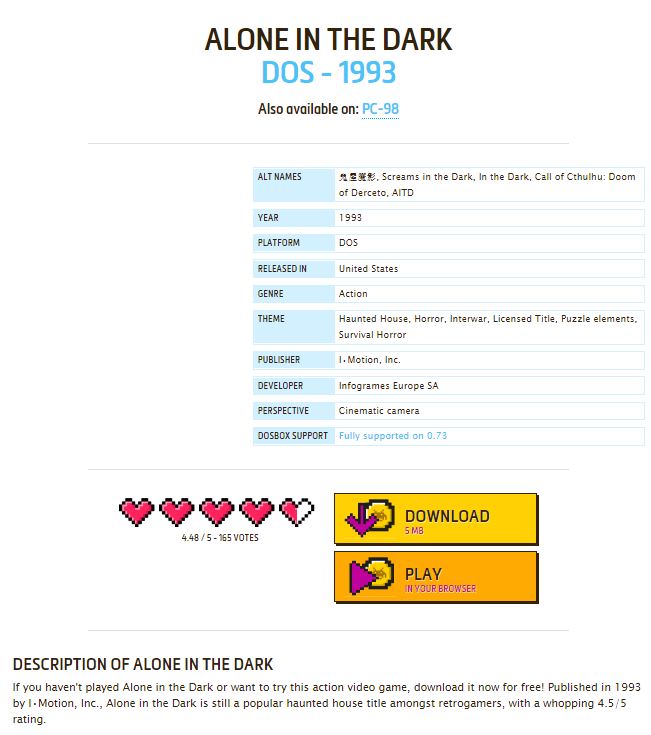 ALONE IN THE DARK
DOS - 1993
Also available on: PC-98
ALT NAMES 鬼屋魔影, Screams in the Dark, In the Dark, Call of Cthulhu: Doom
of Derceto, AITD
YEAR 1993
PLATFORM DOS
RELEASED IN United States
GENRE Action
THEME Haunted House, Horror, Interwar, Licensed Title, Puzzle elements,
Survival Horror
PUBLISHER I•Motion, Inc.
DEVELOPER Infogrames Europe SA
PERSPECTIVE Cinematic camera
DOSBOX SUPPORT Fully supported on 0.73
4.48 / 5 - 165 VOTES
DOWNLOAD
5 MB
PLAY
IN YOUR BROWSER
DESCRIPTION OF ALONE IN THE DARK
If you haven't played Alone in the Dark or want to try this action video game, download it now for free! Published in 1993
by I•Motion, Inc., Alone in the Dark is still a popular haunted house title amongst retrogamers, with a whopping 4.5/5
rating.